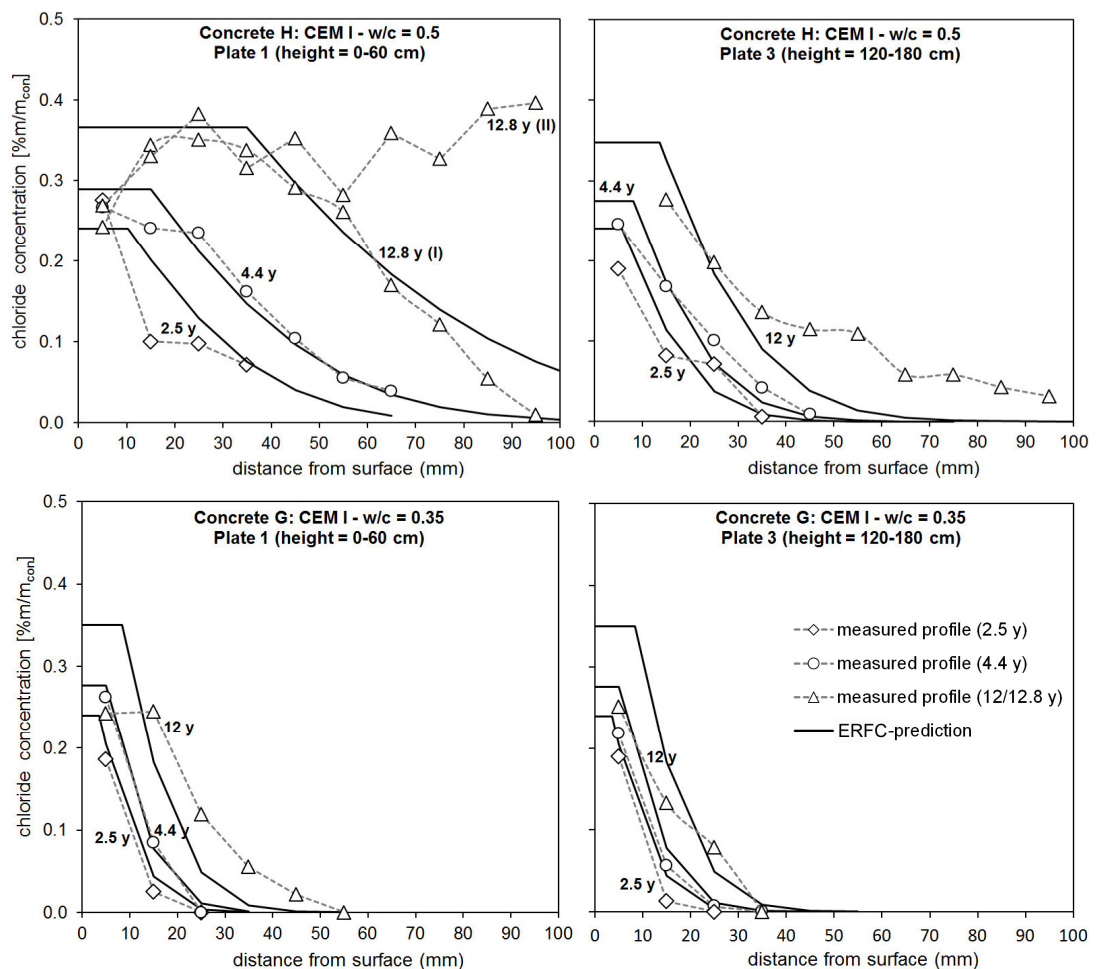 Concrete H: CEM I - w/c = 0.5
Plate 1 (height = 0-60 cm)
chloride concentration [%m/m_con]
0.5
0.4
0.3
0.2
0.1
0.0
12.8 y (II)
12.8 y (I)
4.4 y
2.5 y
0 10 20 30 40 50 60 70 80 90 100
distance from surface (mm)
Concrete H: CEM I - w/c = 0.5
Plate 3 (height = 120-180 cm)
4.4 y
12 y
2.5 y
0 10 20 30 40 50 60 70 80 90 100
distance from surface (mm)
Concrete G: CEM I - w/c = 0.35
Plate 1 (height = 0-60 cm)
chloride concentration [%m/m_con]
0.5
0.4
0.3
0.2
0.1
0.0
12 y
4.4 y
2.5 y
0 10 20 30 40 50 60 70 80 90 100
distance from surface (mm)
Concrete G: CEM I - w/c = 0.35
Plate 3 (height = 120-180 cm)
measured profile (2.5 y)
measured profile (4.4 y)
measured profile (12/12.8 y)
ERFC-prediction
12 y
2.5 y
0 10 20 30 40 50 60 70 80 90 100
distance from surface (mm)